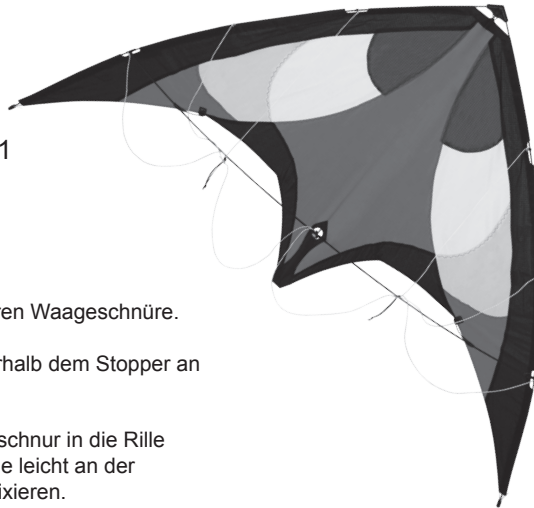 1
ren Waageschnüre.
rhalb dem Stopper an
schnur in die Rille
e leicht an der
ixieren.